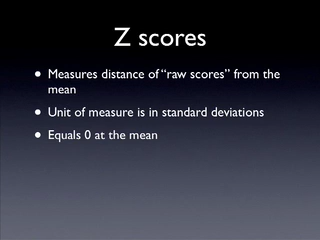 Z scores
• Measures distance of “raw scores” from the
mean
• Unit of measure is in standard deviations
• Equals 0 at the mean